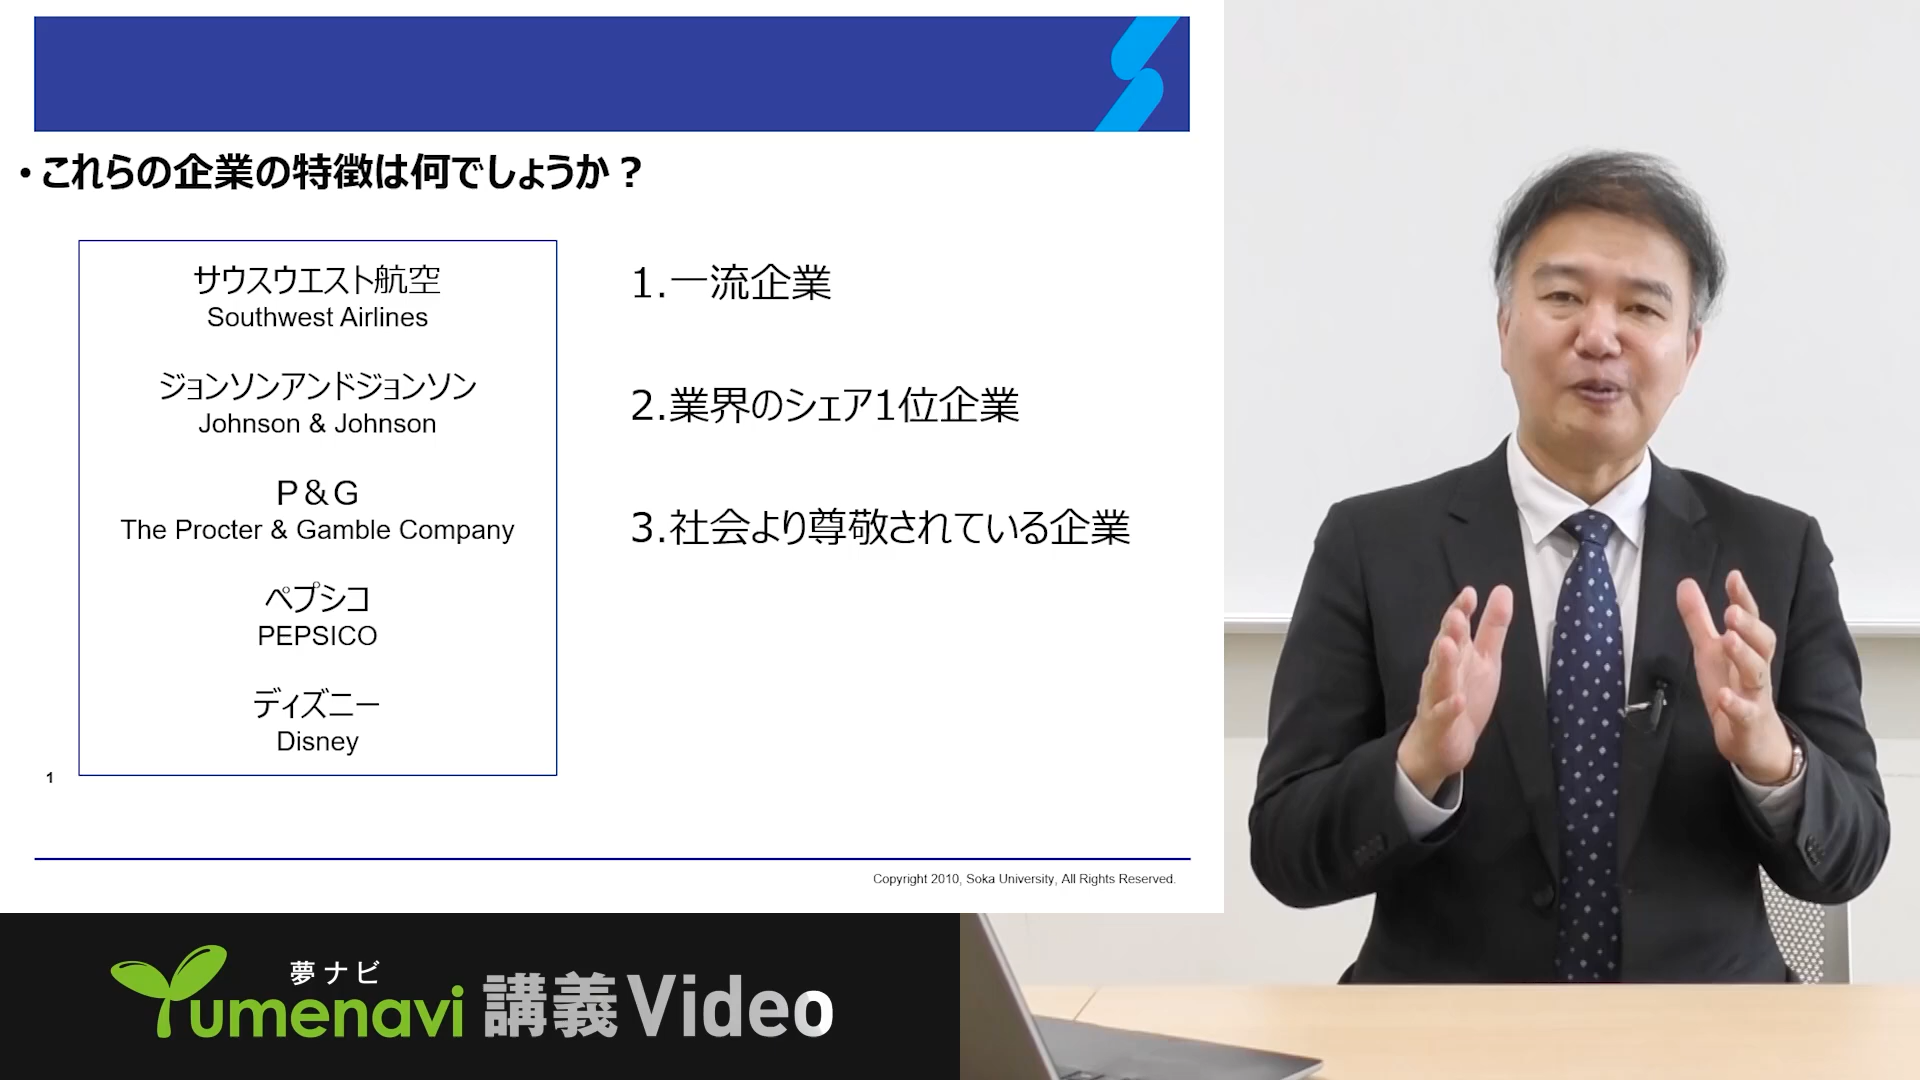 ・これらの企業の特徴は何でしょうか？
サウスウエスト航空
Southwest Airlines
ジョンソンアンドジョンソン
Johnson & Johnson
P＆G
The Procter & Gamble Company
ペプシコ
PEPSICO
ディズニー
Disney
1.一流企業
2.業界のシェア1位企業
3.社会より尊敬されている企業
1
Copyright 2010, Soka University, All Rights Reserved.
夢ナビ
Yumenavi 講義Video